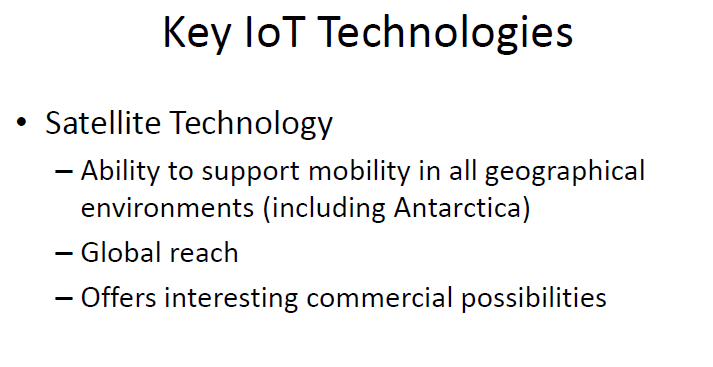 Key IoT Technologies
• Satellite Technology
– Ability to support mobility in all geographical
environments (including Antarctica)
– Global reach
– Offers interesting commercial possibilities